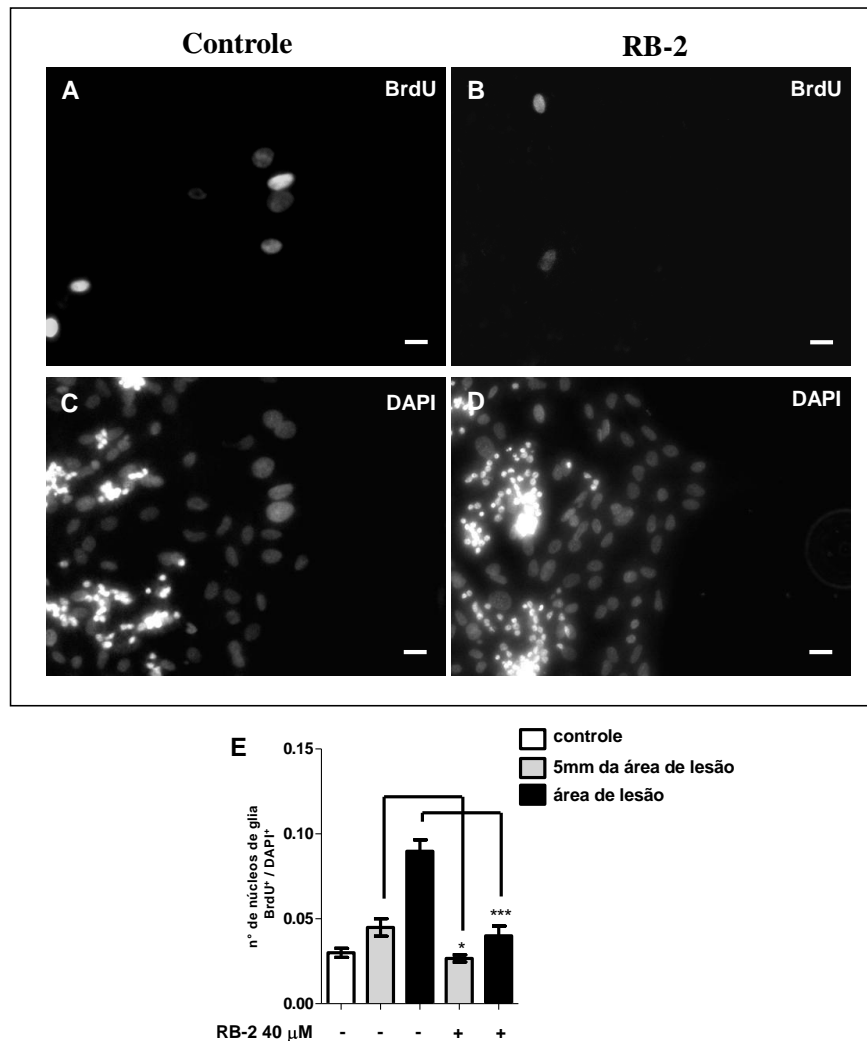 Controle
RB-2
A
BrdU
B
BrdU
C
DAPI
D
DAPI
E
0.15
0.10
0.05
0.00
n° de núcleos de glia
BrdU⁺ / DAPI⁺
controle
5mm da área de lesão
área de lesão
*
***
RB-2 40 μM - - - + +